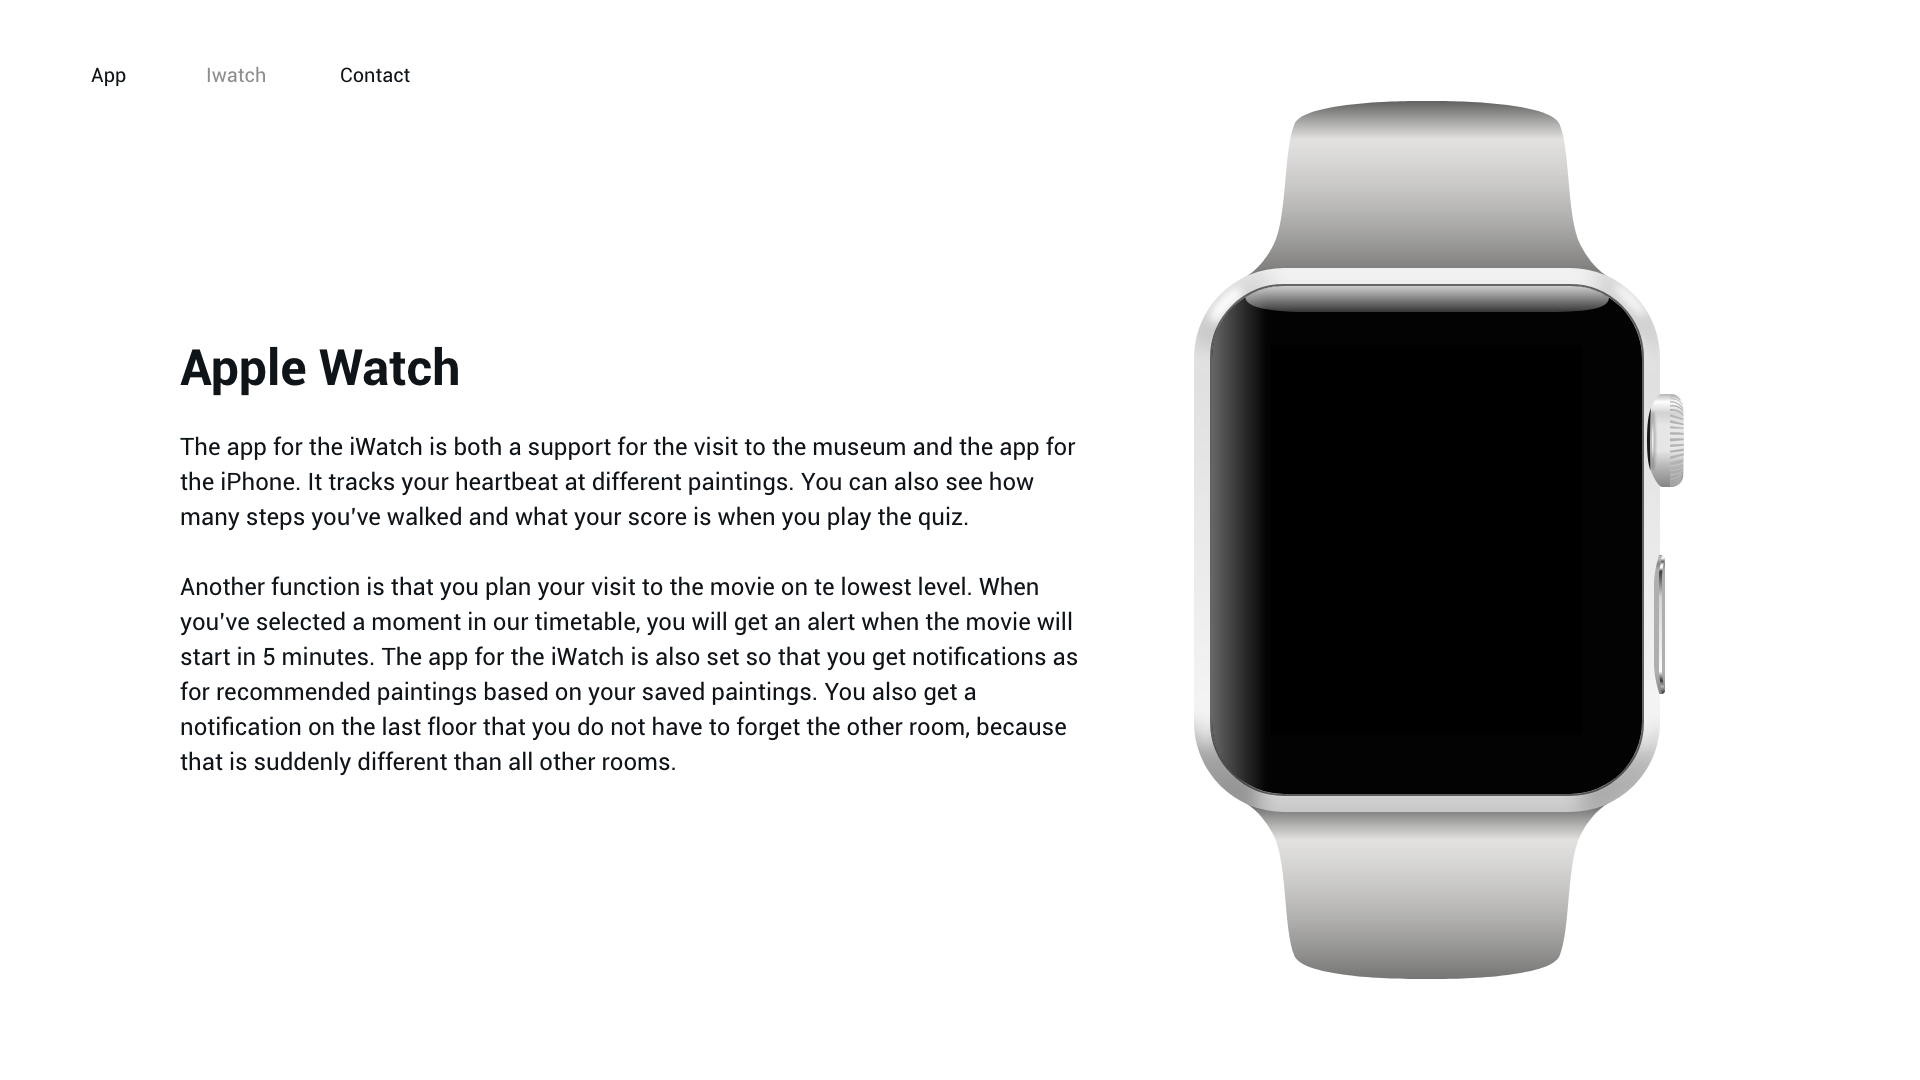 App
Iwatch
Contact
Apple Watch
The app for the iWatch is both a support for the visit to the museum and the app for
the iPhone. It tracks your heartbeat at different paintings. You can also see how
many steps you've walked and what your score is when you play the quiz.
Another function is that you plan your visit to the movie on te lowest level. When
you've selected a moment in our timetable, you will get an alert when the movie will
start in 5 minutes. The app for the iWatch is also set so that you get notifications as
for recommended paintings based on your saved paintings. You also get a
notification on the last floor that you do not have to forget the other room, because
that is suddenly different than all other rooms.